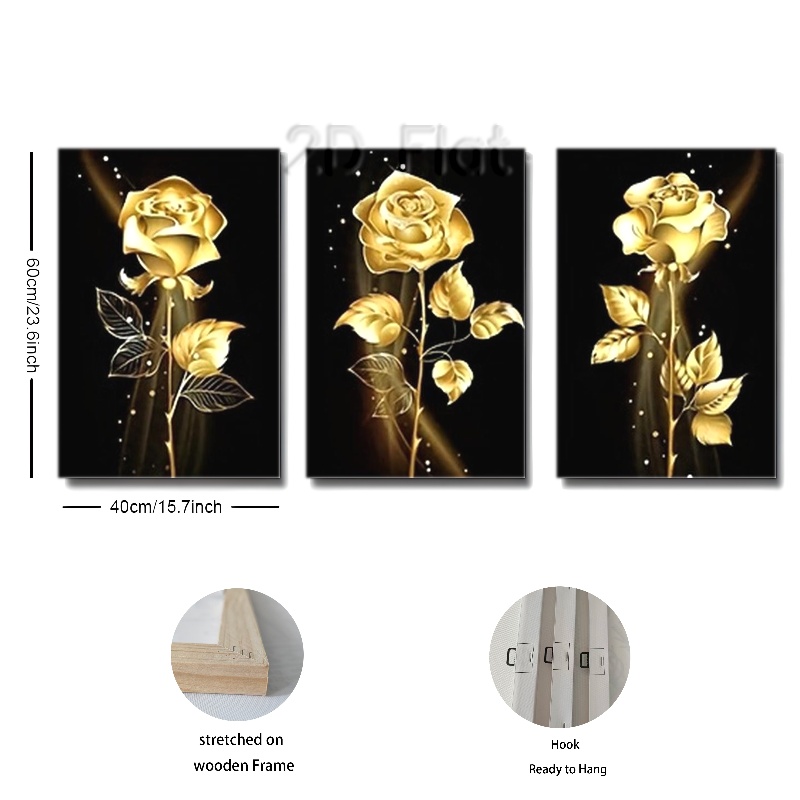 2D Flat
60cm/23.6inch
40cm/15.7inch
stretched on
wooden Frame
Hook
Ready to Hang